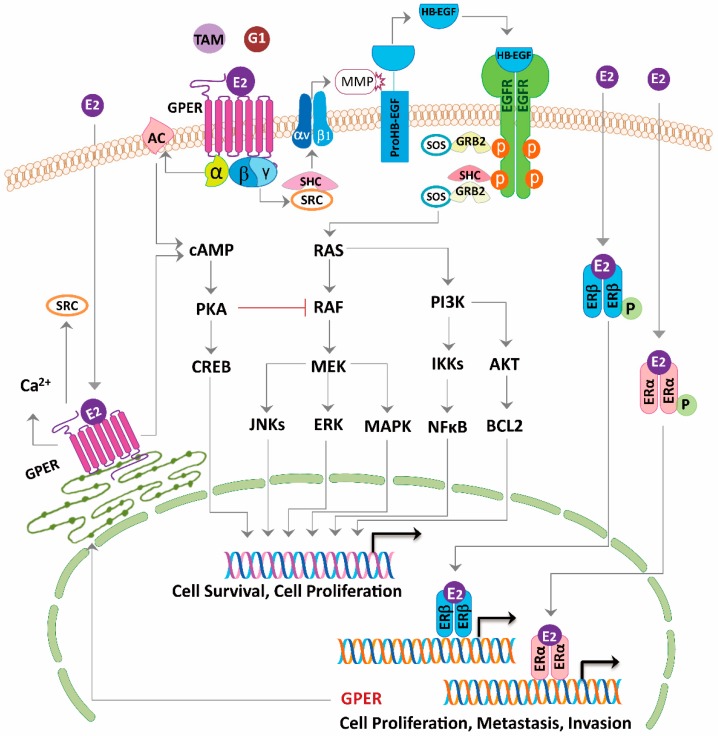 HB-EGF
TAM
G1
E2
GPER
MMP
HB-EGF
EGFR
EGFR
E2
E2
E2
AC
αv
β1
ProHB-EGF
SOS
GRB2
p
p
α
β
γ
SHC
SRC
SHC
SOS
GRB2
p
p
cAMP
RAS
E2
ERβ
ERβ
P
SRC
PKA
RAF
PI3K
CREB
MEK
IKKs
AKT
E2
ERα
ERα
P
Ca2+
E2
GPER
JNKs
ERK
MAPK
NFκB
BCL2
Cell Survival, Cell Proliferation
E2
ERβ
ERβ
E2
ERα
ERα
GPER
Cell Proliferation, Metastasis, Invasion